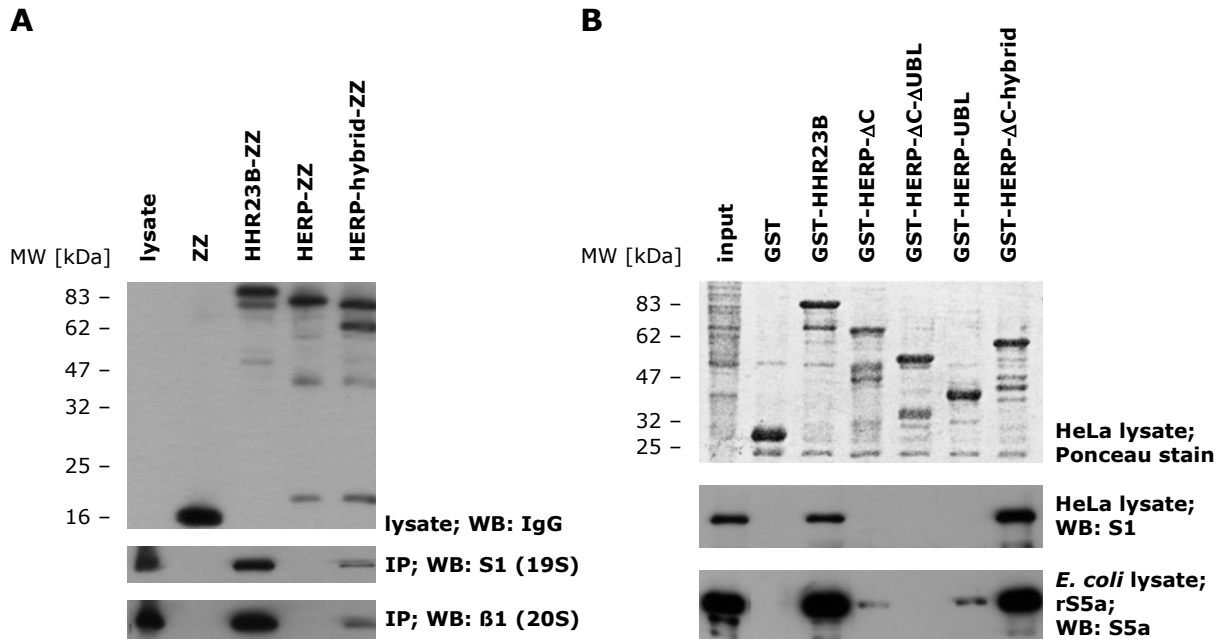 A
lysate
ZZ
HHR23B-ZZ
HERP-ZZ
HERP-hybrid-ZZ
MW [kDa]
83 –
62 –
47 –
32 –
25 –
16 –
lysate; WB: IgG
IP; WB: S1 (19S)
IP; WB: ß1 (20S)
B
input
GST
GST-HHR23B
GST-HERP-ΔC
GST-HERP-ΔC-ΔUBL
GST-HERP-UBL
GST-HERP-ΔC-hybrid
MW [kDa]
83 –
62 –
47 –
32 –
25 –
HeLa lysate;
Ponceau stain
HeLa lysate;
WB: S1
E. coli lysate;
rS5a;
WB: S5a